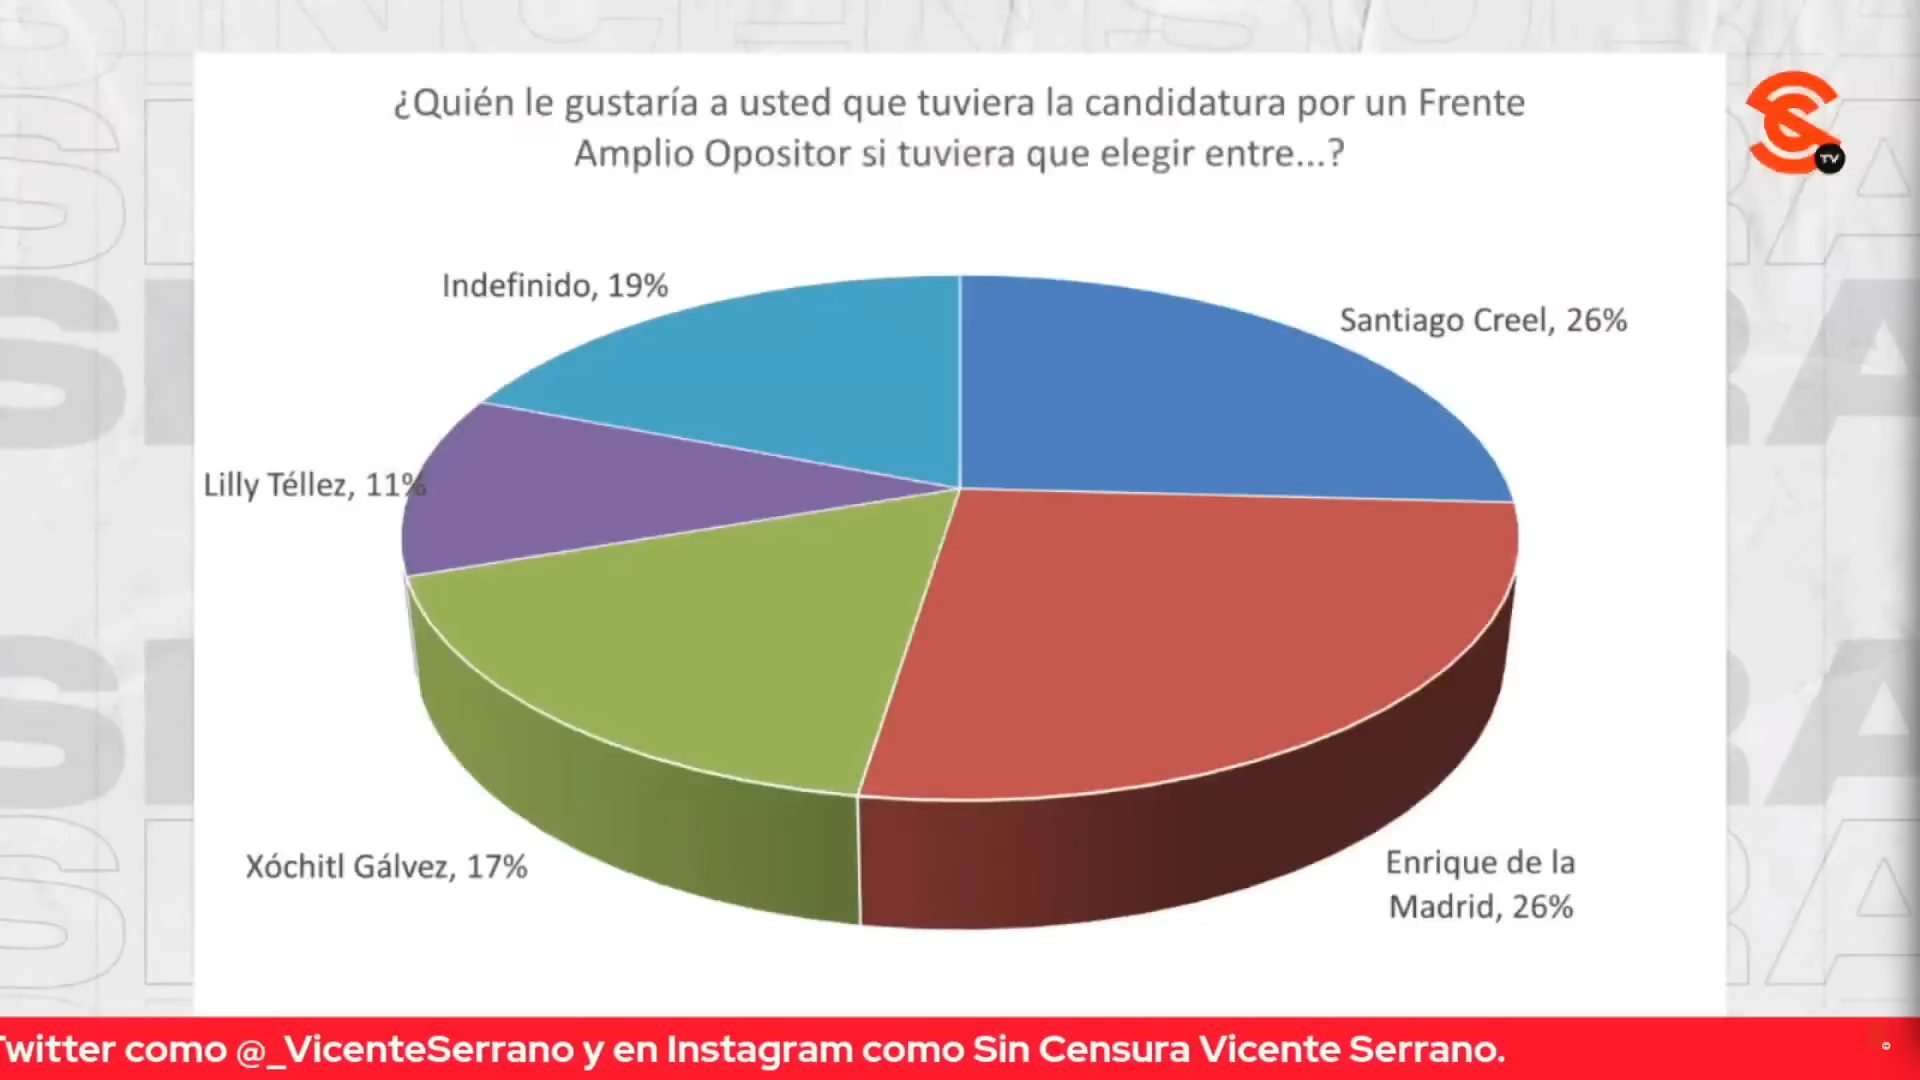 ¿Quién le gustaría a usted que tuviera la candidatura por un Frente
Amplio Opositor si tuviera que elegir entre...?
TV
Indefinido, 19%
Santiago Creel, 26%
Lilly Téllez, 11%
Xóchitl Gálvez, 17%
Enrique de la
Madrid, 26%
Twitter como @_VicenteSerrano y en Instagram como Sin Censura Vicente Serrano.